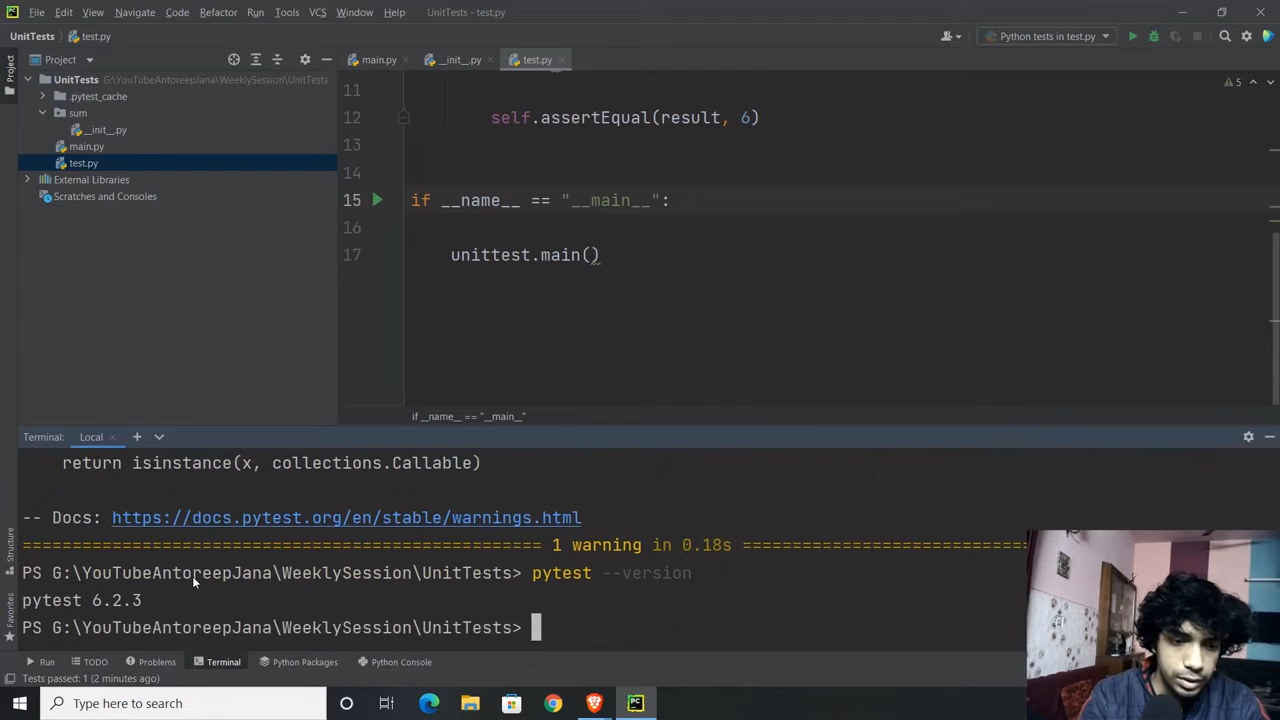 File Edit View Navigate Code Refactor Run Tools VCS Window Help UnitTests - test.py
UnitTests test.py Python tests in test.py
Project main.py __init__.py test.py
UnitTests G:\YouTubeAntoreepJana\WeeklySession\UnitTests
.pytest_cache
sum
__init__.py
main.py
test.py
External Libraries
Scratches and Consoles
Project
5
11
12 self.assertEqual(result, 6)
13
14
15 if __name__ == "__main__":
16
17 unittest.main()
if __name__ == "__main__"
Terminal: Local
return isinstance(x, collections.Callable)
-- Docs: https://docs.pytest.org/en/stable/warnings.html
1 warning in 0.18s
PS G:\YouTubeAntoreepJana\WeeklySession\UnitTests> pytest --version
pytest 6.2.3
PS G:\YouTubeAntoreepJana\WeeklySession\UnitTests>
Structure
Favorites
Run TODO Problems Terminal Python Packages Python Console
Tests passed: 1 (2 minutes ago)
Type here to search